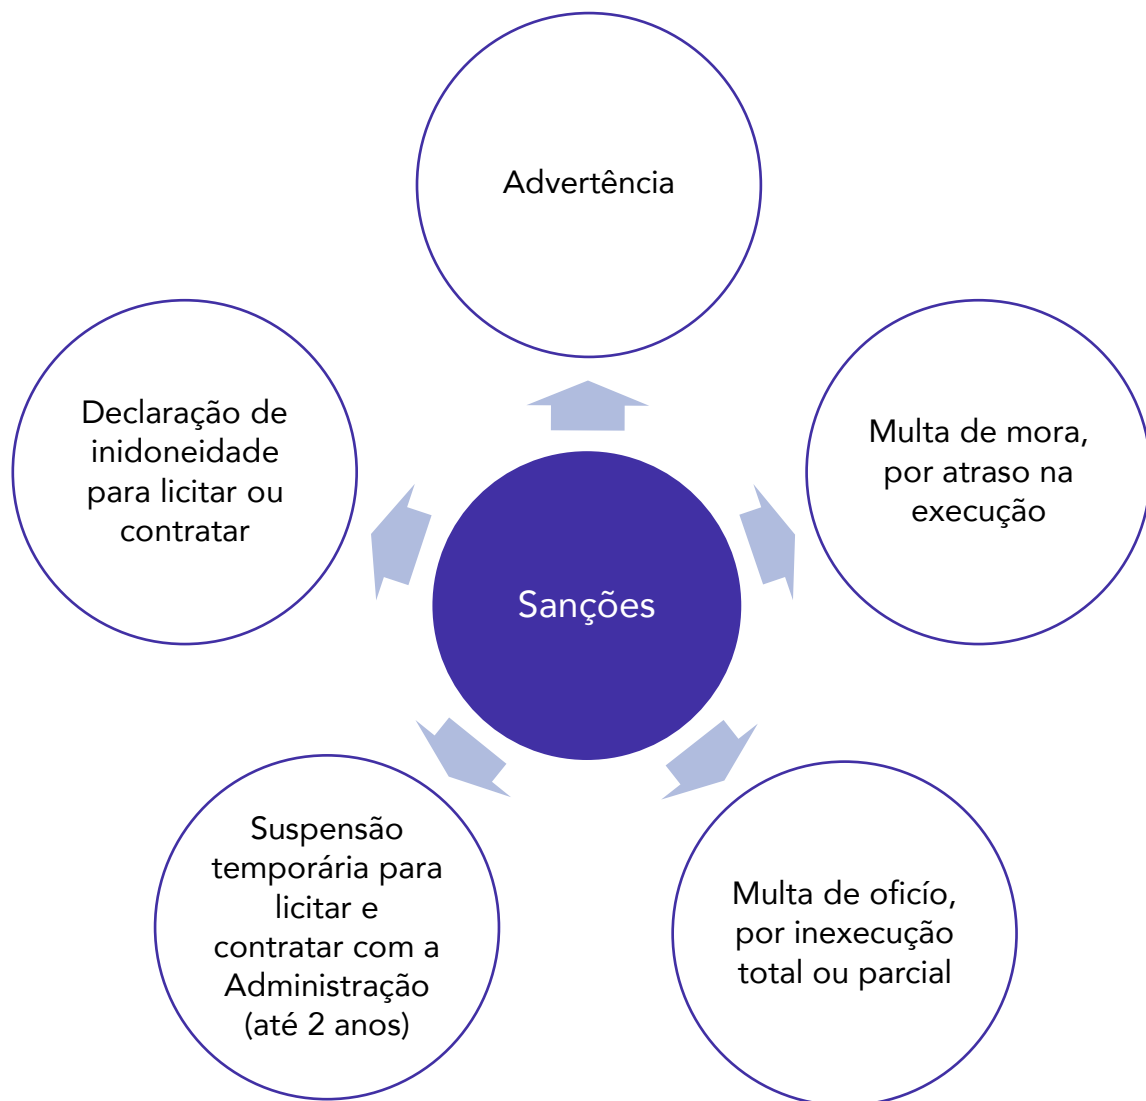 Advertência
Declaração de
inidoneidade
para licitar ou
contratar
Multa de mora,
por atraso na
execução
Sanções
Suspensão
temporária para
licitar e
contratar com a
Administração
(até 2 anos)
Multa de oficío,
por inexecução
total ou parcial